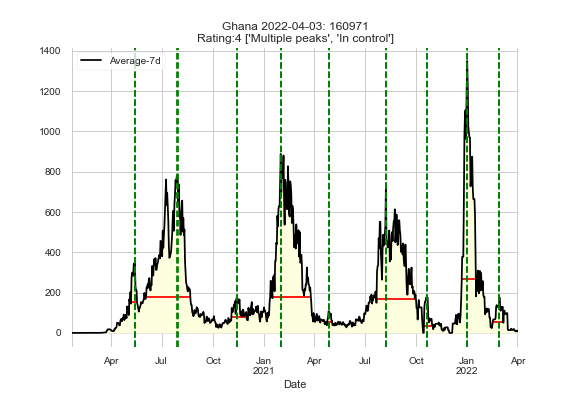 Ghana 2022-04-03: 160971
Rating:4 ['Multiple peaks', 'In control']
1400
Average-7d
1200
1000
800
600
400
200
0
Apr Jul Oct Jan Apr Jul Oct Jan Apr
2021 2022
Date